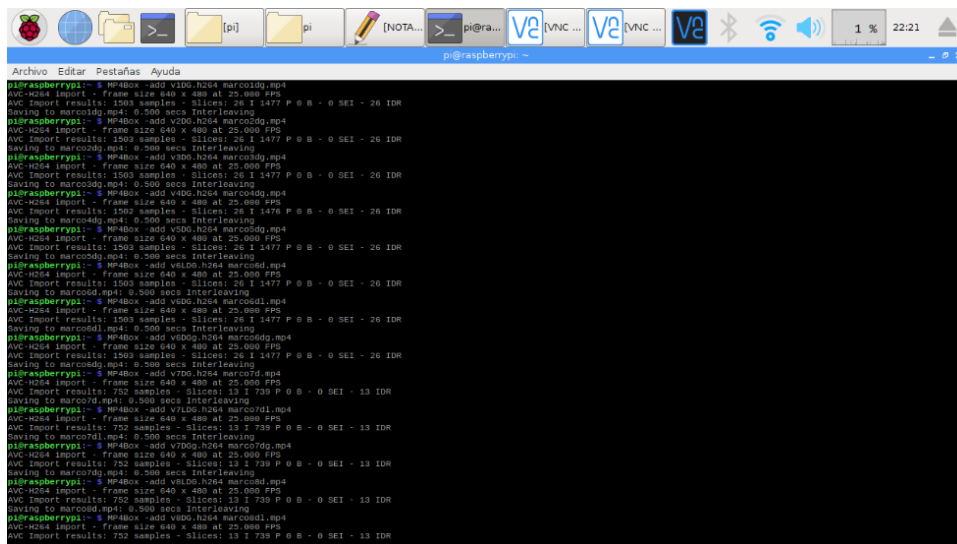 [pi]
pi
[NOTA...
pi@ra...
[VNC ...
[VNC ...
1 %
22:21
pi@raspberrypi: ~
Archivo Editar Pestañas Ayuda
pi@raspberrypi:~ $ MP4Box -add v1DG.h264 marco1dg.mp4
AVC-H264 import - frame size 640 x 480 at 25.000 FPS
AVC Import results: 1503 samples - Slices: 26 I 1477 P 0 B - 0 SEI - 26 IDR
Saving to marco1dg.mp4: 0.500 secs Interleaving
pi@raspberrypi:~ $ MP4Box -add v2DG.h264 marco2dg.mp4
AVC-H264 import - frame size 640 x 480 at 25.000 FPS
AVC Import results: 1503 samples - Slices: 26 I 1477 P 0 B - 0 SEI - 26 IDR
Saving to marco2dg.mp4: 0.500 secs Interleaving
pi@raspberrypi:~ $ MP4Box -add v3DG.h264 marco3dg.mp4
AVC-H264 import - frame size 640 x 480 at 25.000 FPS
AVC Import results: 1503 samples - Slices: 26 I 1477 P 0 B - 0 SEI - 26 IDR
Saving to marco3dg.mp4: 0.500 secs Interleaving
pi@raspberrypi:~ $ MP4Box -add v4DG.h264 marco4dg.mp4
AVC-H264 import - frame size 640 x 480 at 25.000 FPS
AVC Import results: 1502 samples - Slices: 26 I 1476 P 0 B - 0 SEI - 26 IDR
Saving to marco4dg.mp4: 0.500 secs Interleaving
pi@raspberrypi:~ $ MP4Box -add v5DG.h264 marco5dg.mp4
AVC-H264 import - frame size 640 x 480 at 25.000 FPS
AVC Import results: 1503 samples - Slices: 26 I 1477 P 0 B - 0 SEI - 26 IDR
Saving to marco5dg.mp4: 0.500 secs Interleaving
pi@raspberrypi:~ $ MP4Box -add v6LDG.h264 marco6d.mp4
AVC-H264 import - frame size 640 x 480 at 25.000 FPS
AVC Import results: 1503 samples - Slices: 26 I 1477 P 0 B - 0 SEI - 26 IDR
Saving to marco6d.mp4: 0.500 secs Interleaving
pi@raspberrypi:~ $ MP4Box -add v6DG.h264 marco6dl.mp4
AVC-H264 import - frame size 640 x 480 at 25.000 FPS
AVC Import results: 1503 samples - Slices: 26 I 1477 P 0 B - 0 SEI - 26 IDR
Saving to marco6dl.mp4: 0.500 secs Interleaving
pi@raspberrypi:~ $ MP4Box -add v6DGg.h264 marco6dg.mp4
AVC-H264 import - frame size 640 x 480 at 25.000 FPS
AVC Import results: 1503 samples - Slices: 26 I 1477 P 0 B - 0 SEI - 26 IDR
Saving to marco6dg.mp4: 0.500 secs Interleaving
pi@raspberrypi:~ $ MP4Box -add v7DG.h264 marco7d.mp4
AVC-H264 import - frame size 640 x 480 at 25.000 FPS
AVC Import results: 752 samples - Slices: 13 I 739 P 0 B - 0 SEI - 13 IDR
Saving to marco7d.mp4: 0.500 secs Interleaving
pi@raspberrypi:~ $ MP4Box -add v7LDG.h264 marco7dl.mp4
AVC-H264 import - frame size 640 x 480 at 25.000 FPS
AVC Import results: 752 samples - Slices: 13 I 739 P 0 B - 0 SEI - 13 IDR
Saving to marco7dl.mp4: 0.500 secs Interleaving
pi@raspberrypi:~ $ MP4Box -add v7DGg.h264 marco7dg.mp4
AVC-H264 import - frame size 640 x 480 at 25.000 FPS
AVC Import results: 752 samples - Slices: 13 I 739 P 0 B - 0 SEI - 13 IDR
Saving to marco7dg.mp4: 0.500 secs Interleaving
pi@raspberrypi:~ $ MP4Box -add v8LDG.h264 marco8d.mp4
AVC-H264 import - frame size 640 x 480 at 25.000 FPS
AVC Import results: 752 samples - Slices: 13 I 739 P 0 B - 0 SEI - 13 IDR
Saving to marco8d.mp4: 0.500 secs Interleaving
pi@raspberrypi:~ $ MP4Box -add v8DG.h264 marco8dl.mp4
AVC-H264 import - frame size 640 x 480 at 25.000 FPS
AVC Import results: 752 samples - Slices: 13 I 739 P 0 B - 0 SEI - 13 IDR